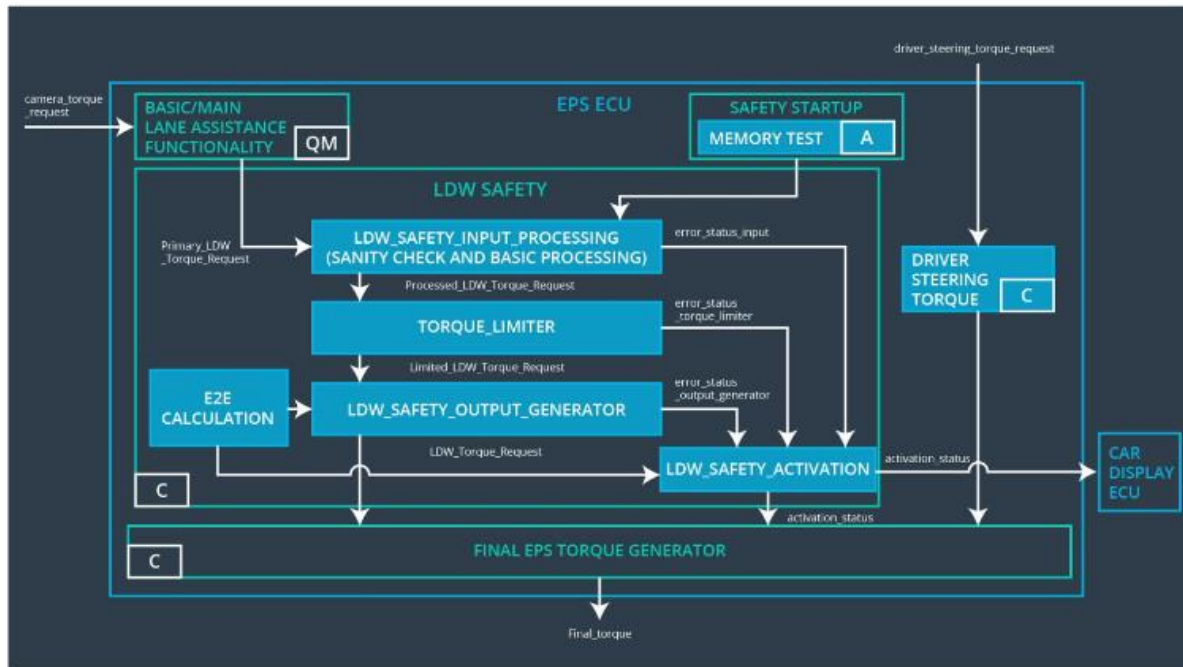 driver_steering_torque_request
camera_torque
_request
BASIC/MAIN
LANE ASSISTANCE
FUNCTIONALITY
QM
EPS ECU
SAFETY STARTUP
MEMORY TEST
A
LDW SAFETY
Primary_LDW
_Torque_Request
LDW_SAFETY_INPUT_PROCESSING
(SANITY CHECK AND BASIC PROCESSING)
error_status_input
DRIVER
STEERING
TORQUE
C
Processed_LDW_Torque_Request
TORQUE_LIMITER
error_status
_torque_limiter
Limited_LDW_Torque_Request
E2E
CALCULATION
LDW_SAFETY_OUTPUT_GENERATOR
error_status
_output_generator
LDW_Torque_Request
LDW_SAFETY_ACTIVATION
activation_status
CAR
DISPLAY
ECU
C
activation_status
C
FINAL EPS TORQUE GENERATOR
Final_torque